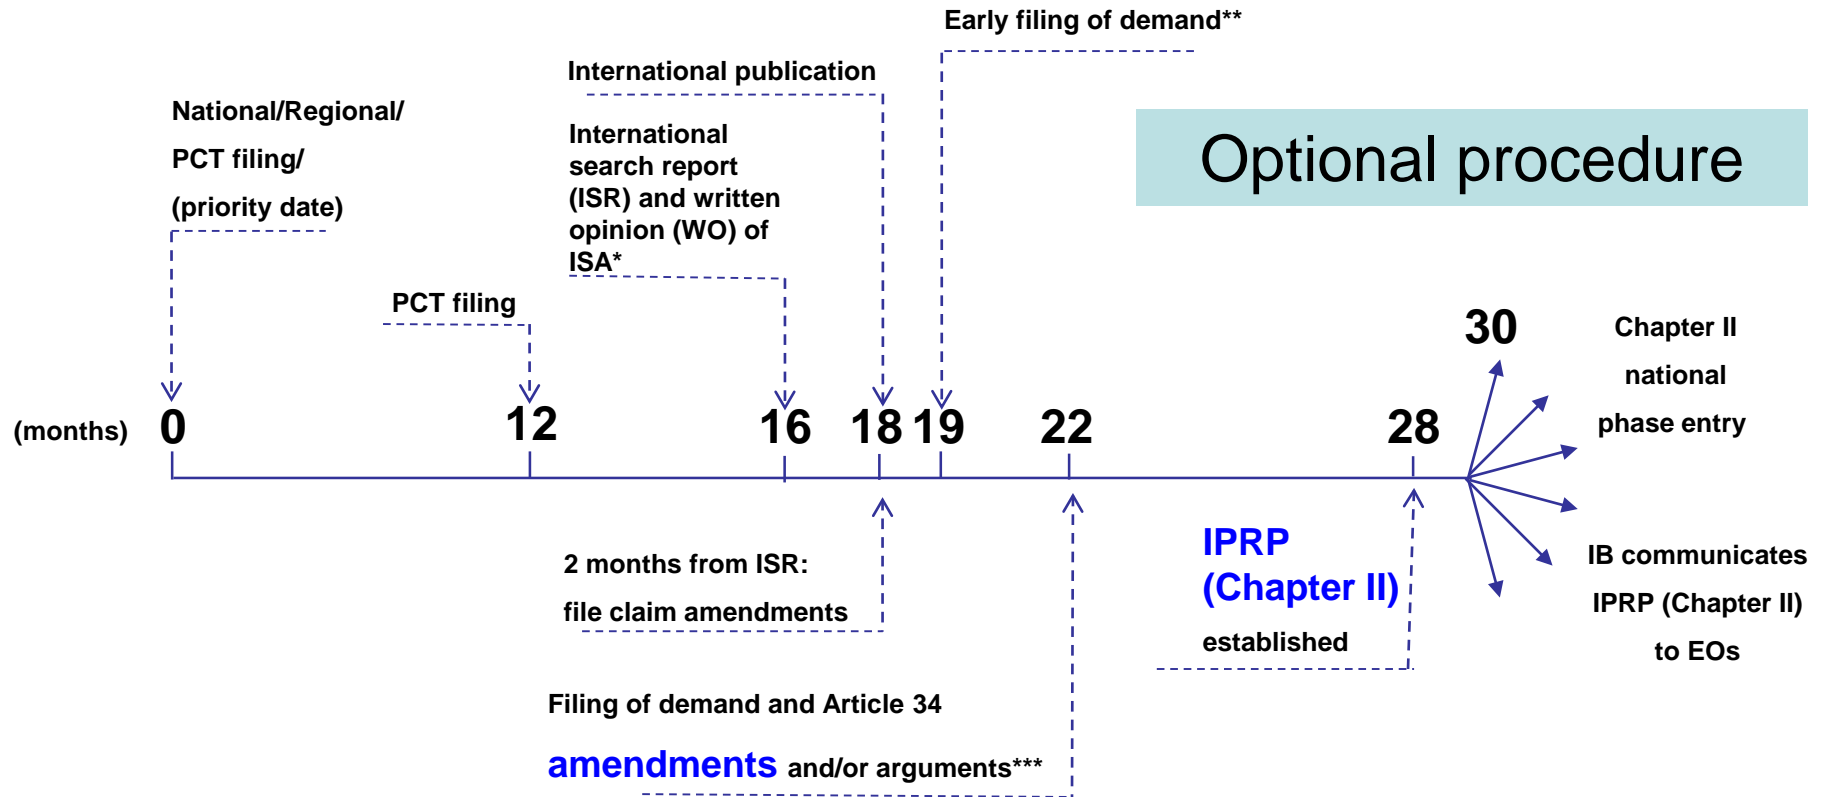 Early filing of demand**
International publication
National/Regional/
PCT filing/
(priority date)
International
search report
(ISR) and written
opinion (WO) of
ISA*
Optional procedure
PCT filing
30
Chapter II
national
phase entry
(months) 0 12 16 18 19 22 28
2 months from ISR:
file claim amendments
IPRP
(Chapter II)
established
IB communicates
IPRP (Chapter II)
to EOs
Filing of demand and Article 34
amendments and/or arguments***